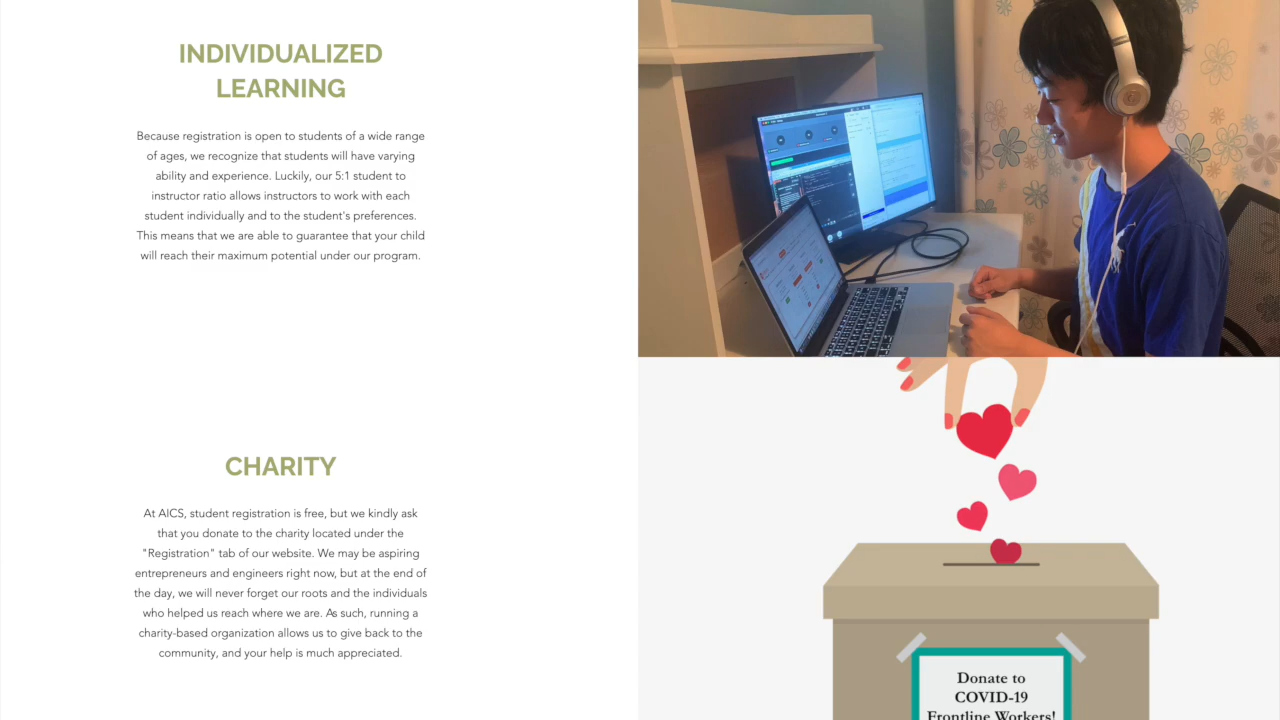 INDIVIDUALIZED
LEARNING
Because registration is open to students of a wide range
of ages, we recognize that students will have varying
ability and experience. Luckily, our 5:1 student to
instructor ratio allows instructors to work with each
student individually and to the student's preferences.
This means that we are able to guarantee that your child
will reach their maximum potential under our program.
CHARITY
At AICS, student registration is free, but we kindly ask
that you donate to the charity located under the
"Registration" tab of our website. We may be aspiring
entrepreneurs and engineers right now, but at the end of
the day, we will never forget our roots and the individuals
who helped us reach where we are. As such, running a
charity-based organization allows us to give back to the
community, and your help is much appreciated.
Donate to
COVID-19
Frontline Workers!